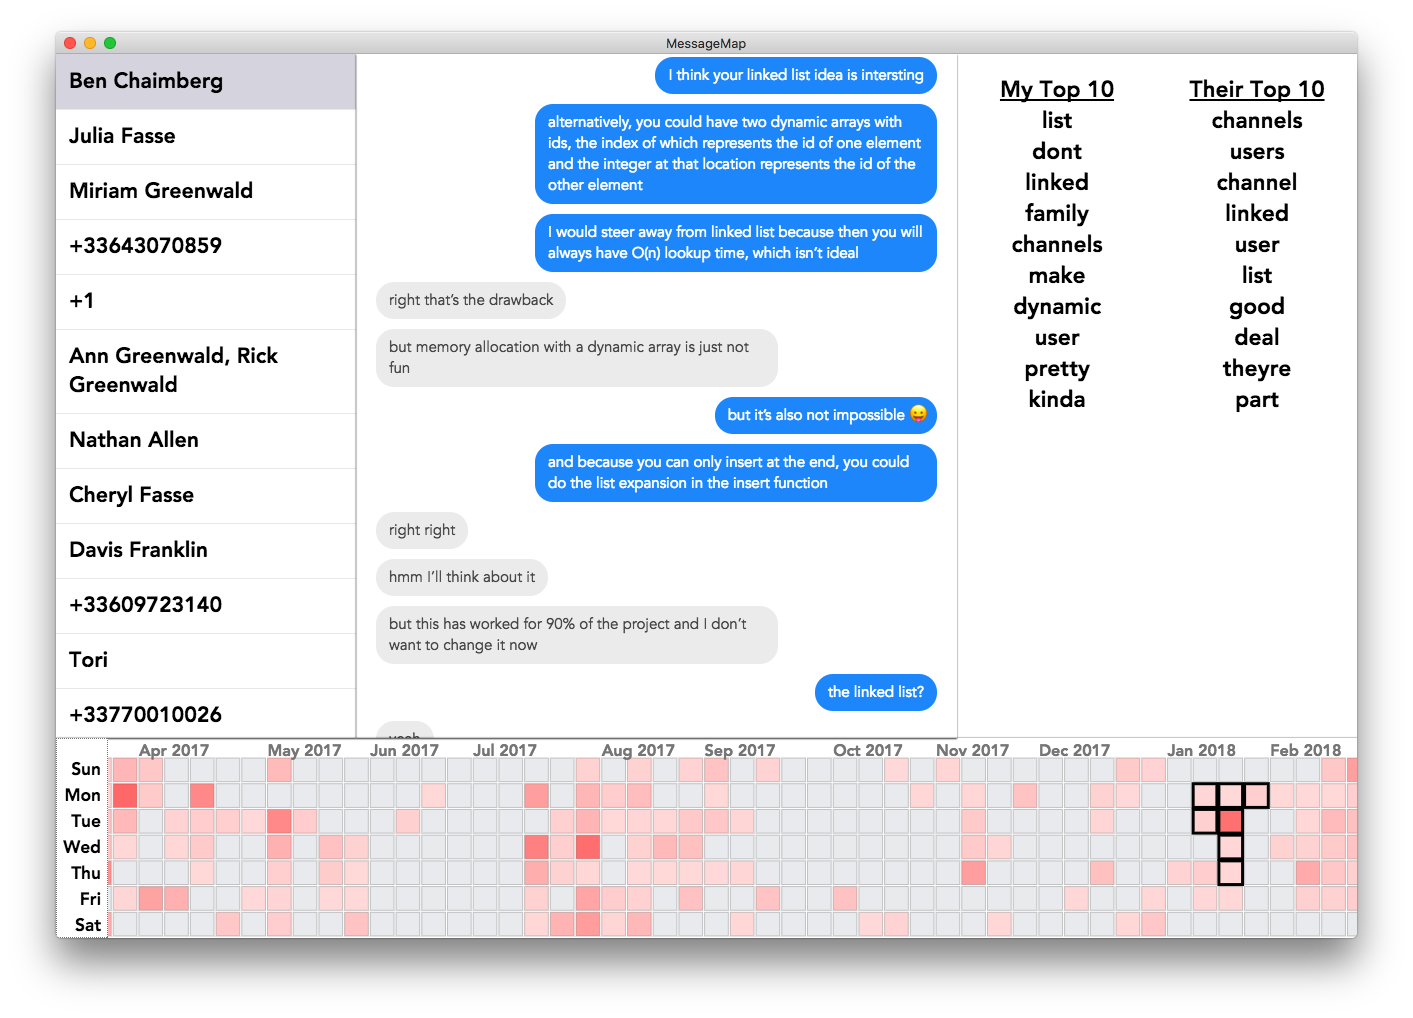 MessageMap
Ben Chaimberg
Julia Fasse
Miriam Greenwald
+33643070859
+1
Ann Greenwald, Rick
Greenwald
Nathan Allen
Cheryl Fasse
Davis Franklin
+33609723140
Tori
+33770010026
I think your linked list idea is intersting
alternatively, you could have two dynamic arrays with
ids, the index of which represents the id of one element
and the integer at that location represents the id of the
other element
I would steer away from linked list because then you will
always have O(n) lookup time, which isn't ideal
right that's the drawback
but memory allocation with a dynamic array is just not
fun
but it's also not impossible 😛
and because you can only insert at the end, you could
do the list expansion in the insert function
right right
hmm I'll think about it
but this has worked for 90% of the project and I don't
want to change it now
the linked list?
yeah
My Top 10
list
dont
linked
family
channels
make
dynamic
user
pretty
kinda
Their Top 10
channels
users
channel
linked
user
list
good
deal
theyre
part
Apr 2017 May 2017 Jun 2017 Jul 2017 Aug 2017 Sep 2017 Oct 2017 Nov 2017 Dec 2017 Jan 2018 Feb 2018
Sun
Mon
Tue
Wed
Thu
Fri
Sat